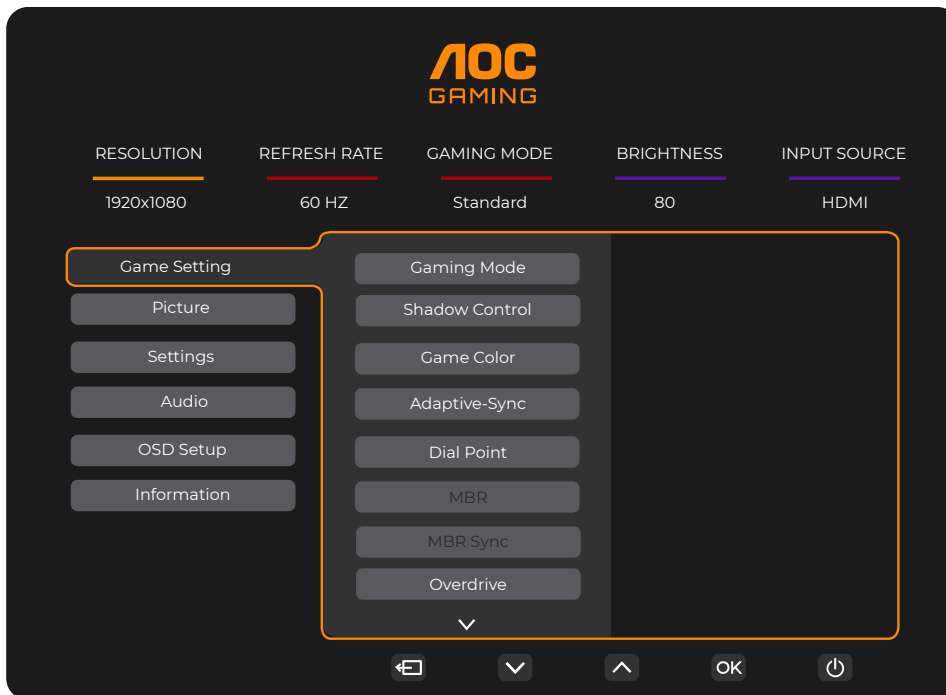 AOC
GAMING
RESOLUTION REFRESH RATE GAMING MODE BRIGHTNESS INPUT SOURCE
1920x1080 60 HZ Standard 80 HDMI
Game Setting
Picture
Settings
Audio
OSD Setup
Information
Gaming Mode
Shadow Control
Game Color
Adaptive-Sync
Dial Point
MBR
MBR Sync
Overdrive
OK